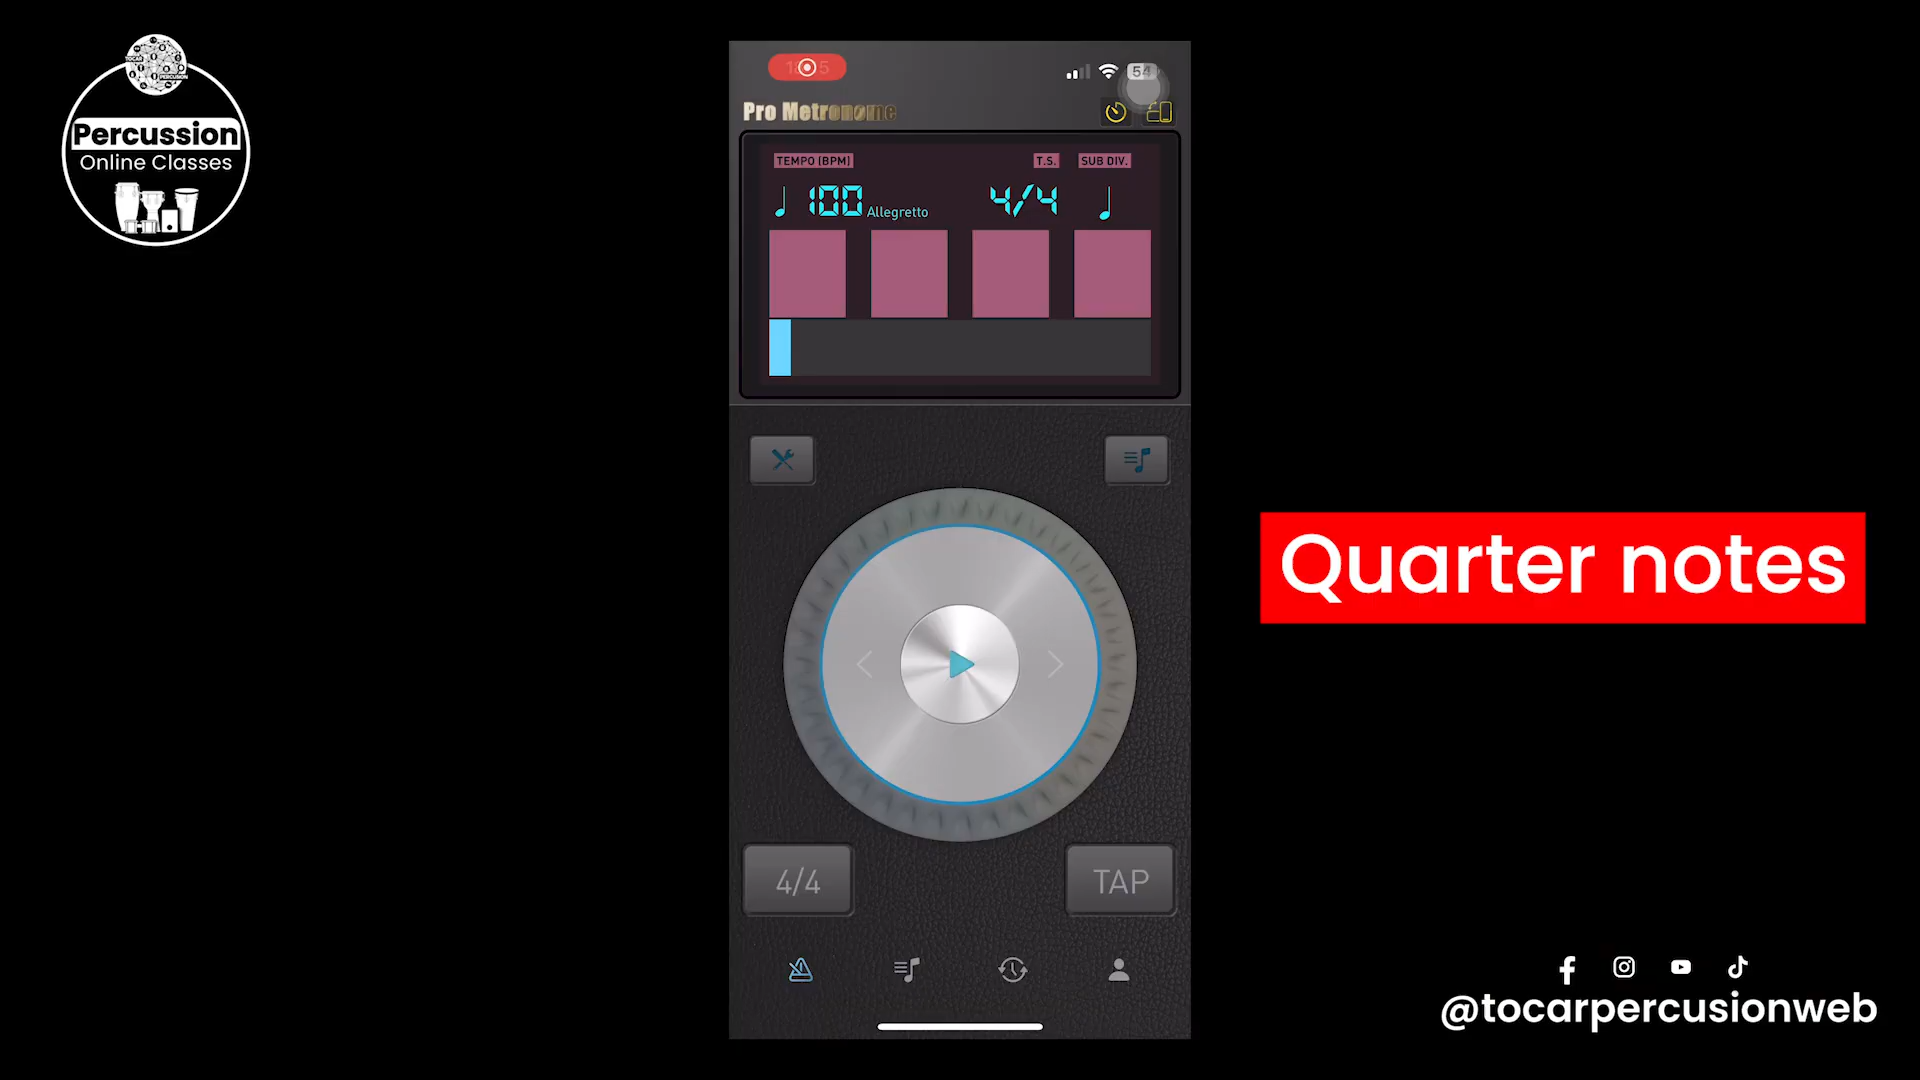 Percussion
Online Classes
54
Pro Metronome
TEMPO (BPM)
T.S.
SUB DIV.
100
Allegretto
4/4
4/4
TAP
Quarter notes
@tocarpercusionweb